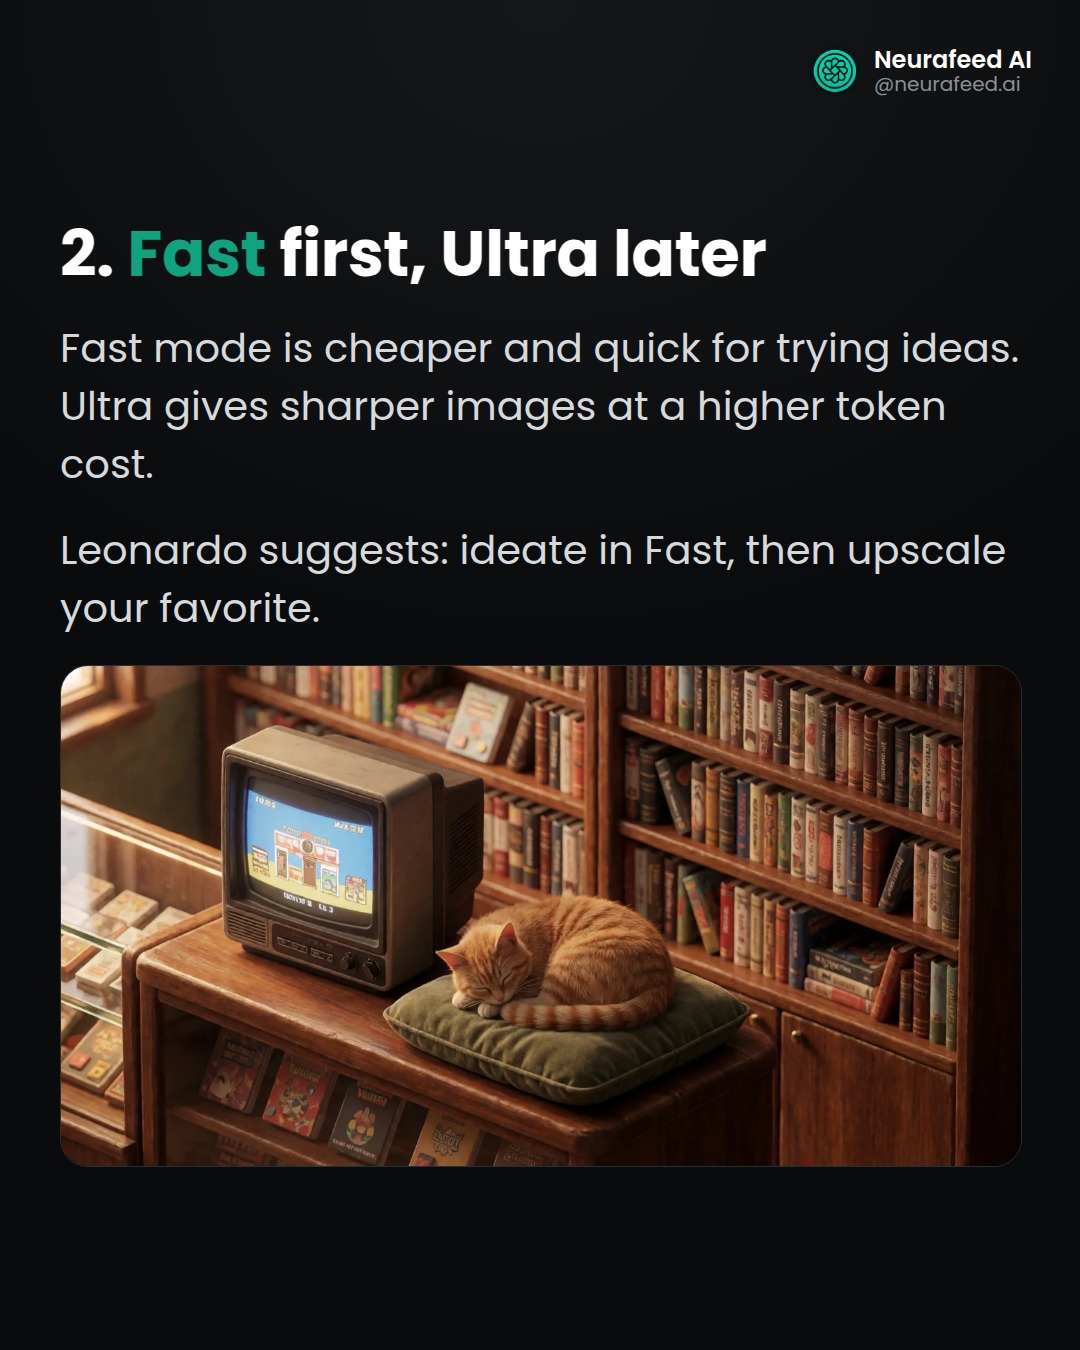 Neurafeed AI
@neurafeed.ai
2. Fast first, Ultra later
Fast mode is cheaper and quick for trying ideas.
Ultra gives sharper images at a higher token
cost.
Leonardo suggests: ideate in Fast, then upscale
your favorite.